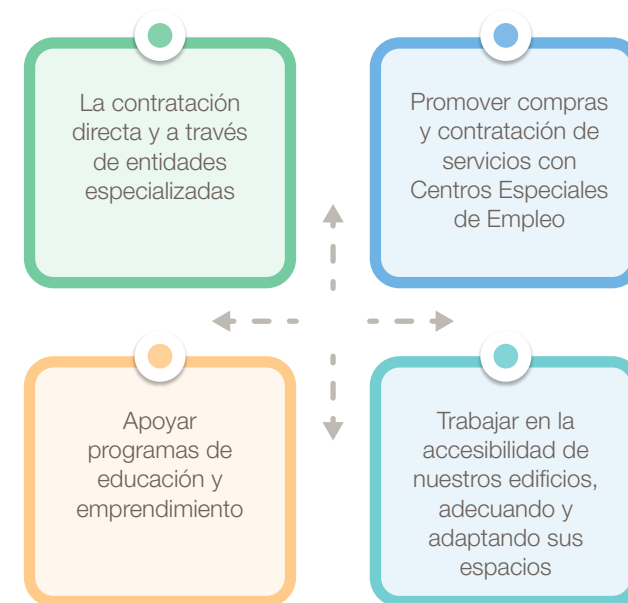 La contratación
directa y a través
de entidades
especializadas
Promover compras
y contratación de
servicios con
Centros Especiales
de Empleo
Apoyar
programas de
educación y
emprendimiento
Trabajar en la
accesibilidad de
nuestros edificios,
adecuando y
adaptando sus
espacios